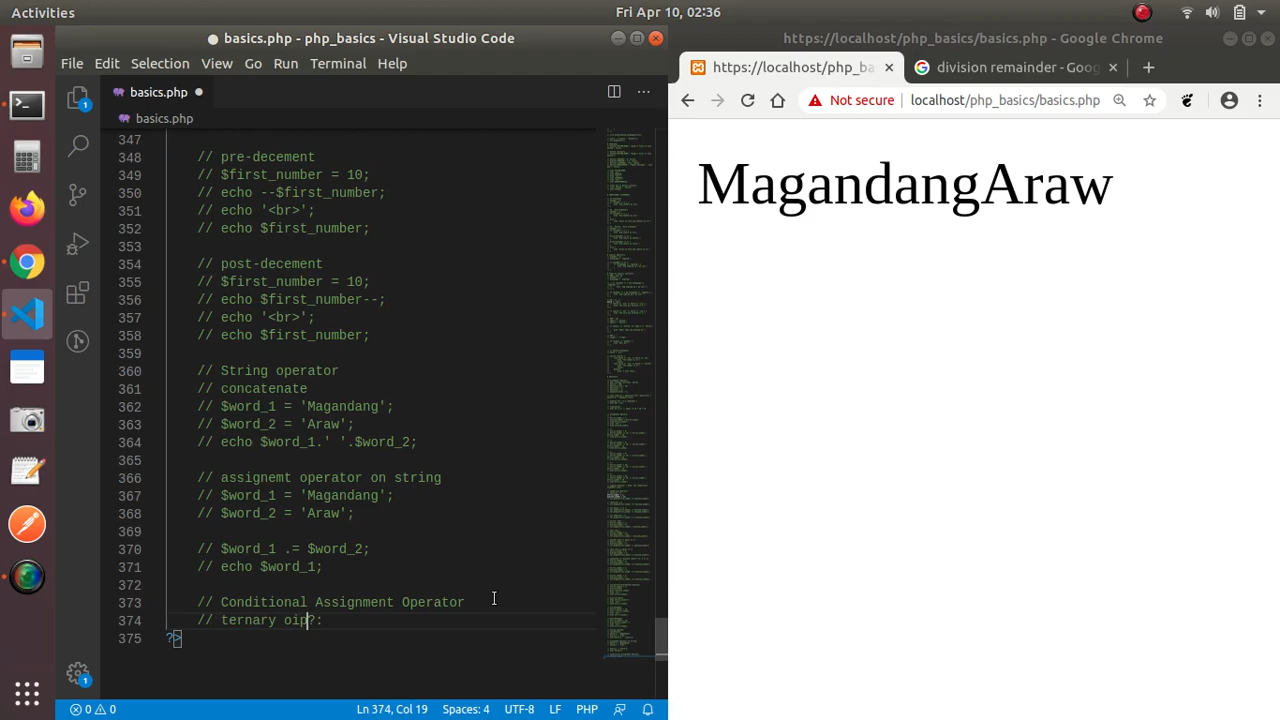 Activities
Fri Apr 10, 02:36
basics.php - php_basics - Visual Studio Code
https://localhost/php_basics/basics.php - Google Chrome
File Edit Selection View Go Run Terminal Help
https://localhost/php_ba
division remainder - Goog
basics.php
Not secure localhost/php_basics/basics.php
basics.php
347
348 // pre-decement
349 // $first_number = 10;
350 // echo --$first_number;
351 // echo '<br>';
352 // echo $first_number;
353
354 // post-decement
355 // $first_number = 10;
356 // echo $first_number--;
357 // echo '<br>';
358 // echo $first_number;
359
360 // String operator
361 // concatenate
362 // $word_1 = 'Magandang';
363 // $word_2 = 'Araw';
364 // echo $word_1.' '.$word_2;
365
366 // assignemt operator on string
367 // $word_1 = 'Magandang';
368 // $word_2 = 'Araw';
369
370 // $word_1 .= $word_2;
371 // echo $word_1;
372
373 // Conditional Assignment Operator
374 // ternary oip?:
375 ?>
MagandangAraw
1
1
0 0
Ln 374, Col 19 Spaces: 4 UTF-8 LF PHP